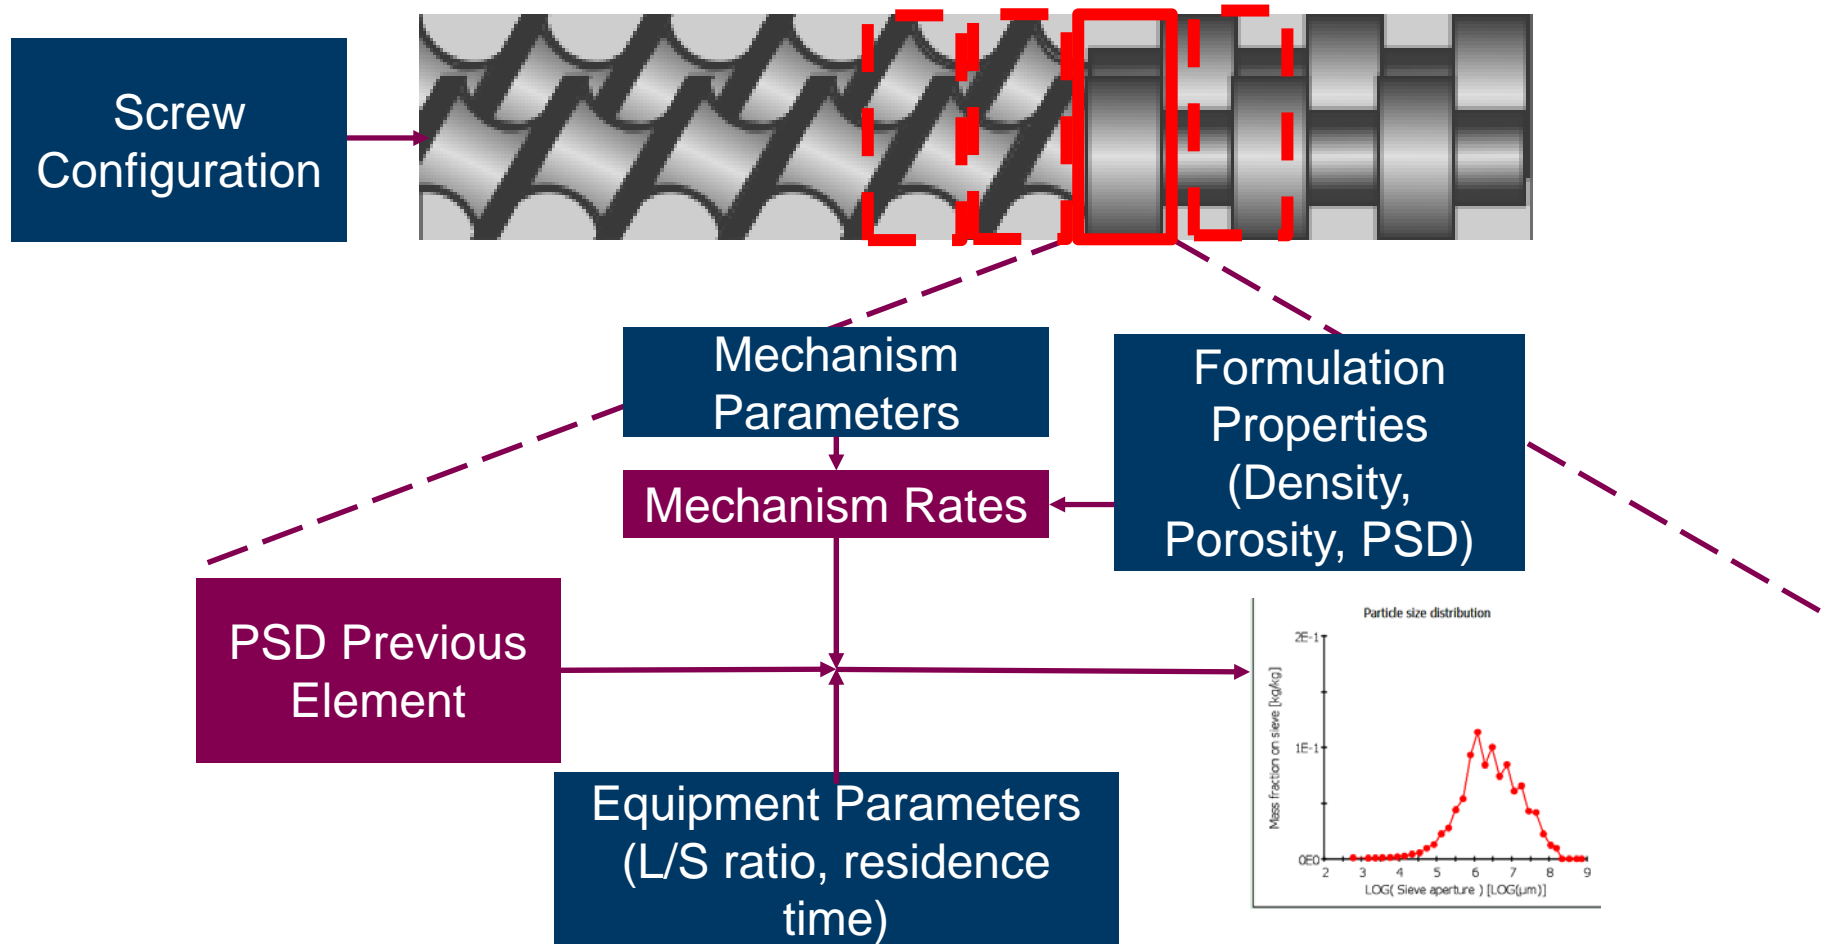 Screw
Configuration
Mechanism
Parameters
Formulation
Properties
(Density,
Porosity, PSD)
Mechanism Rates
PSD Previous
Element
Equipment Parameters
(L/S ratio, residence
time)
Particle size distribution
Mass fraction on sieve [kg/kg]
2E-1
1E-1
0E0
2 3 4 5 6 7 8 9
LOG( Sieve aperture ) [LOG(µm)]